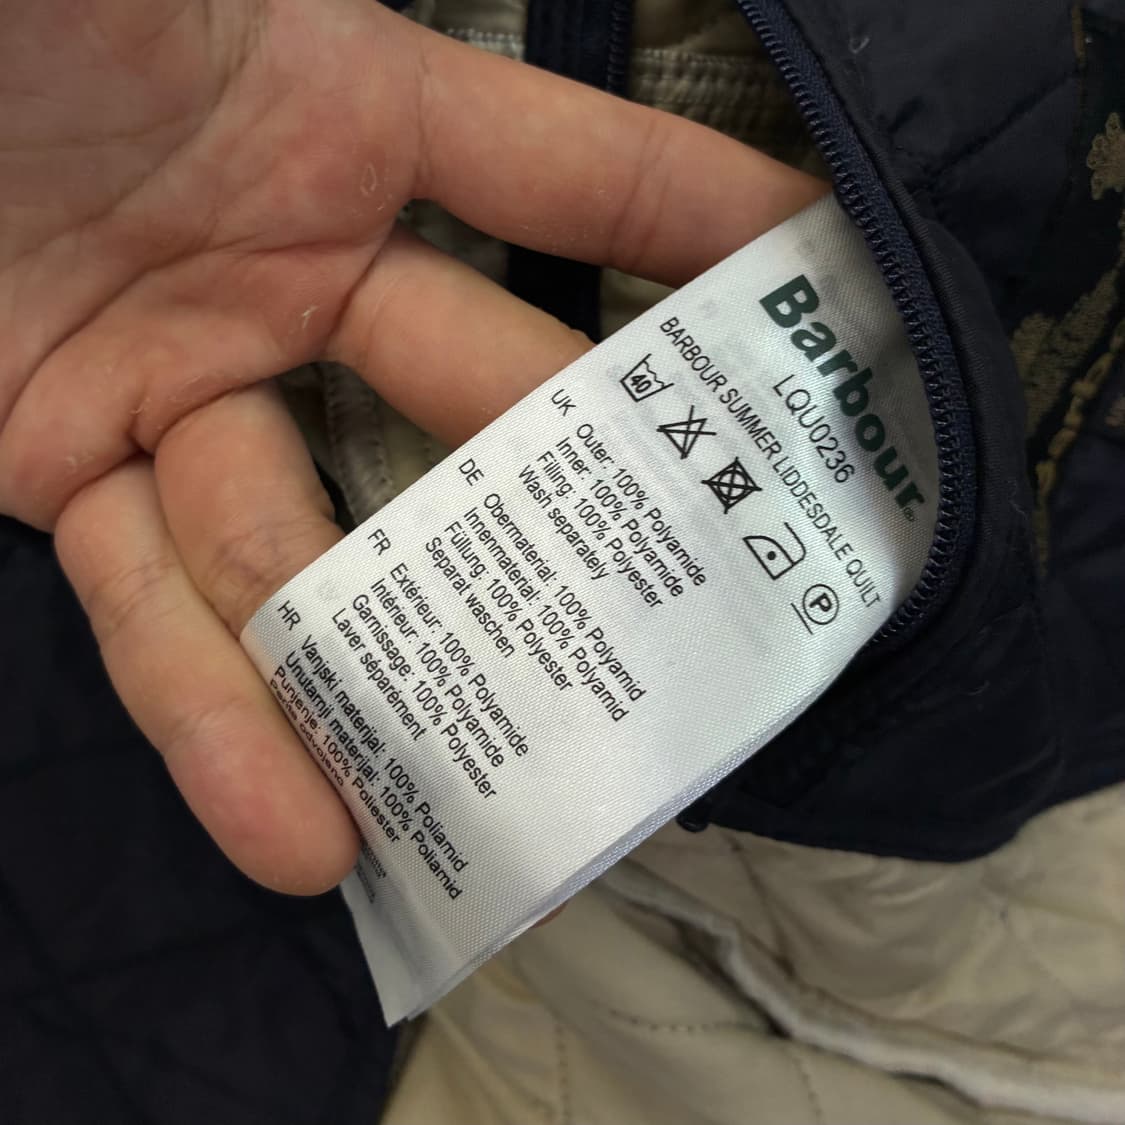 Barbour®
LQU0236
BARBOUR SUMMER LIDDESDALE QUILT
40
P
UK
Outer: 100% Polyamide
Inner: 100% Polyamide
Filling: 100% Polyester
Wash separately
DE
Obermaterial: 100% Polyamid
Innenmaterial: 100% Polyamid
Füllung: 100% Polyester
Separat waschen
FR
Extérieur: 100% Polyamide
Intérieur: 100% Polyamide
Garnissage: 100% Polyester
Laver séparément
HR
Vanjski materijal: 100% Poliamid
Unutarnji materijal: 100% Poliamid
Punjenje: 100% Poliester
Perite odvojeno